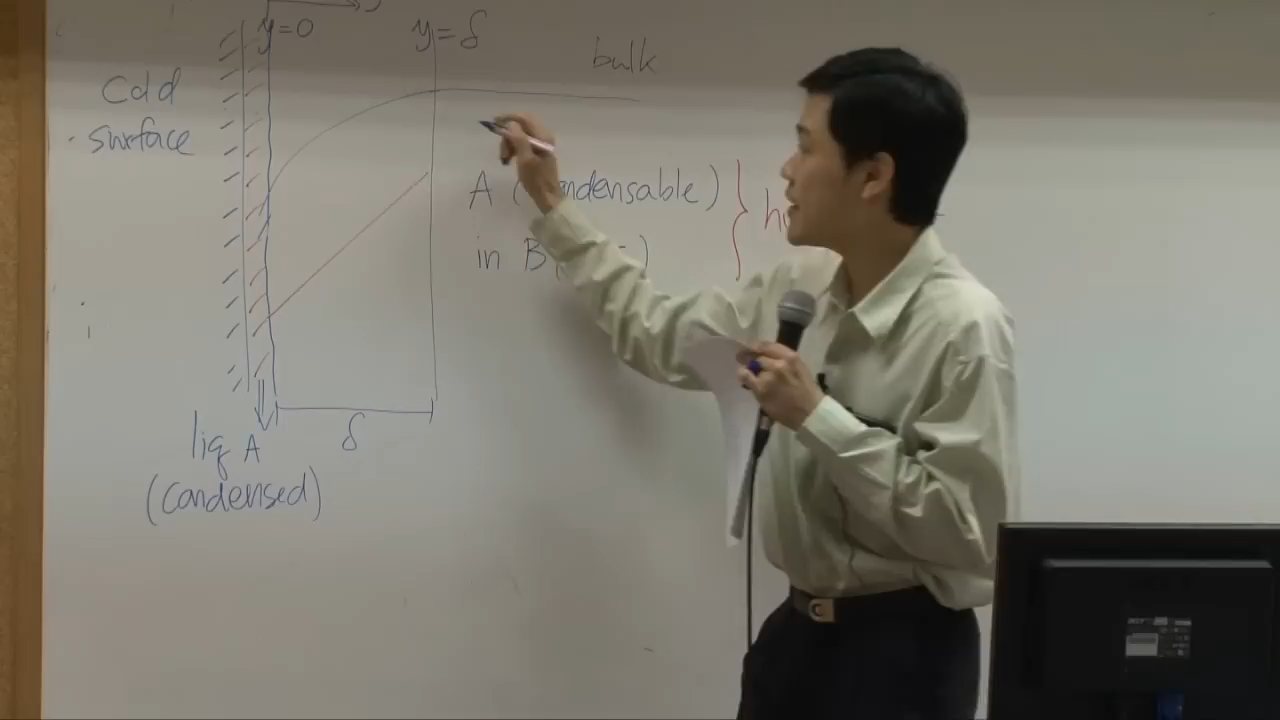 y=0
y=δ
bulk
Cold
surface
A (condensable)
in B
δ
liq A
(condensed)